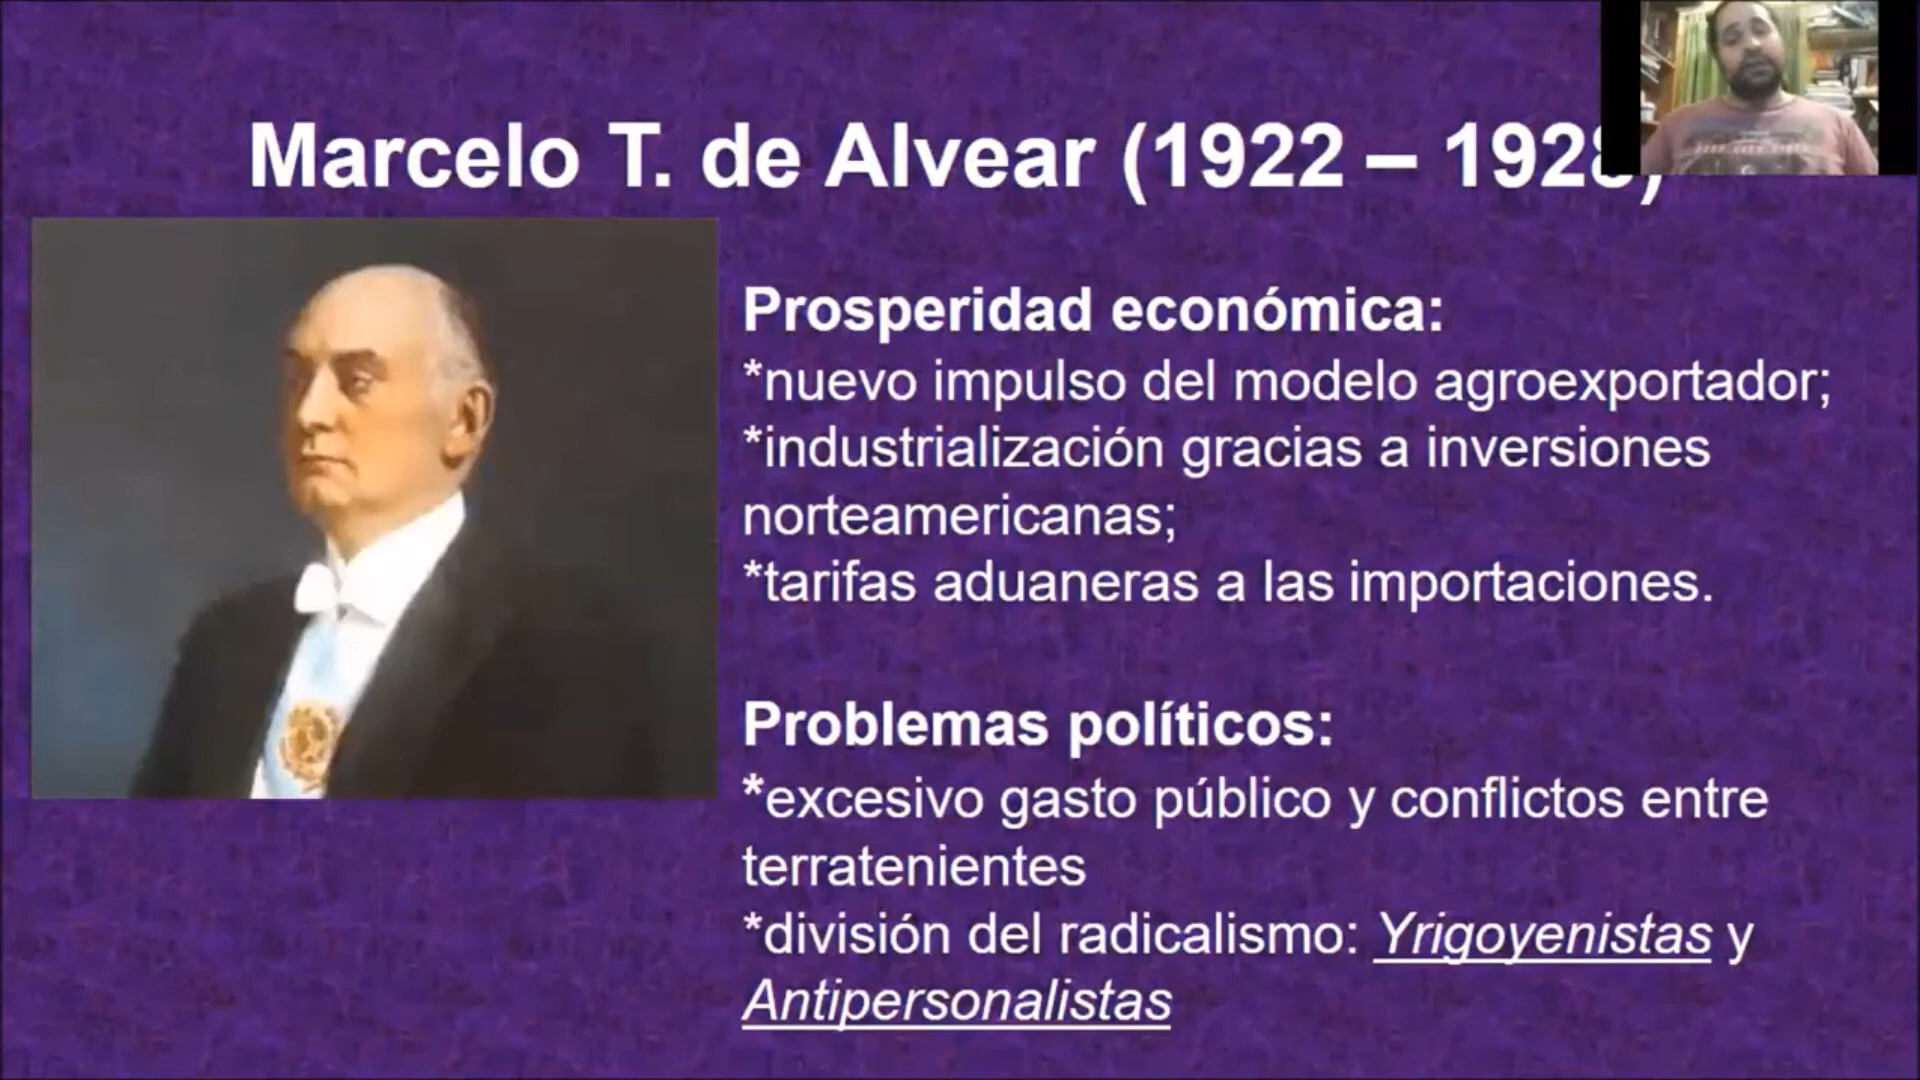 Marcelo T. de Alvear (1922 – 1928)
Prosperidad económica:
*nuevo impulso del modelo agroexportador;
*industrialización gracias a inversiones
norteamericanas;
*tarifas aduaneras a las importaciones.
Problemas políticos:
*excesivo gasto público y conflictos entre
terratenientes
*división del radicalismo: Yrigoyenistas y
Antipersonalistas